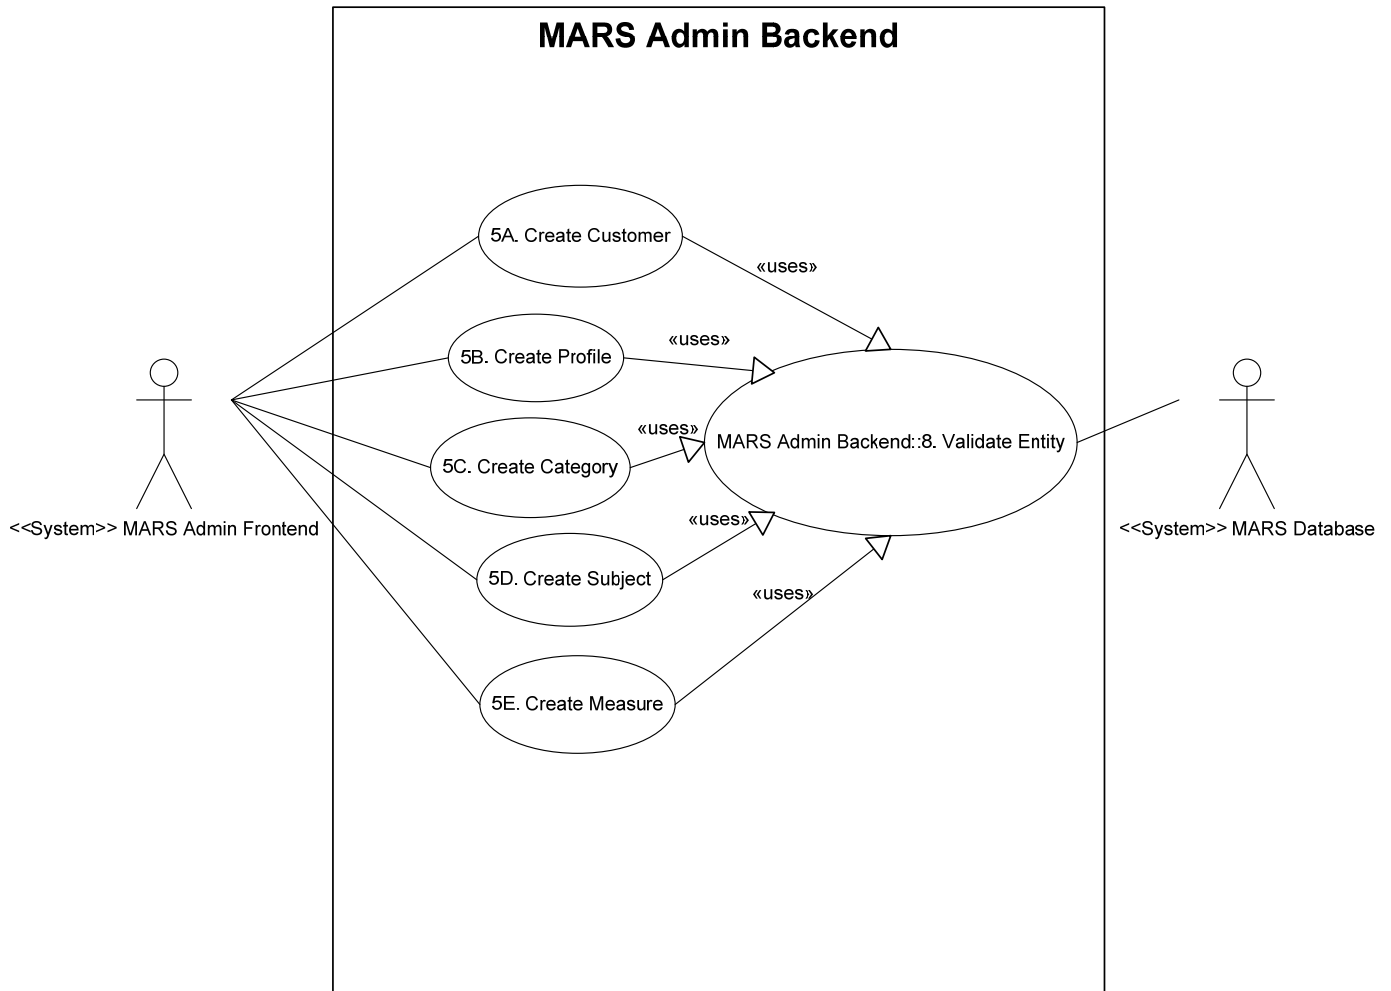 MARS Admin Backend
5A. Create Customer
«uses»
5B. Create Profile
«uses»
5C. Create Category
«uses»
MARS Admin Backend::8. Validate Entity
<<System>> MARS Admin Frontend
<<System>> MARS Database
«uses»
5D. Create Subject
«uses»
5E. Create Measure